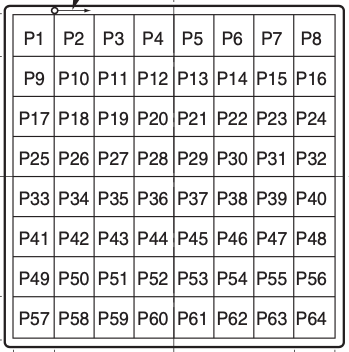 P1 P2 P3 P4 P5 P6 P7 P8
P9 P10 P11 P12 P13 P14 P15 P16
P17 P18 P19 P20 P21 P22 P23 P24
P25 P26 P27 P28 P29 P30 P31 P32
P33 P34 P35 P36 P37 P38 P39 P40
P41 P42 P43 P44 P45 P46 P47 P48
P49 P50 P51 P52 P53 P54 P55 P56
P57 P58 P59 P60 P61 P62 P63 P64